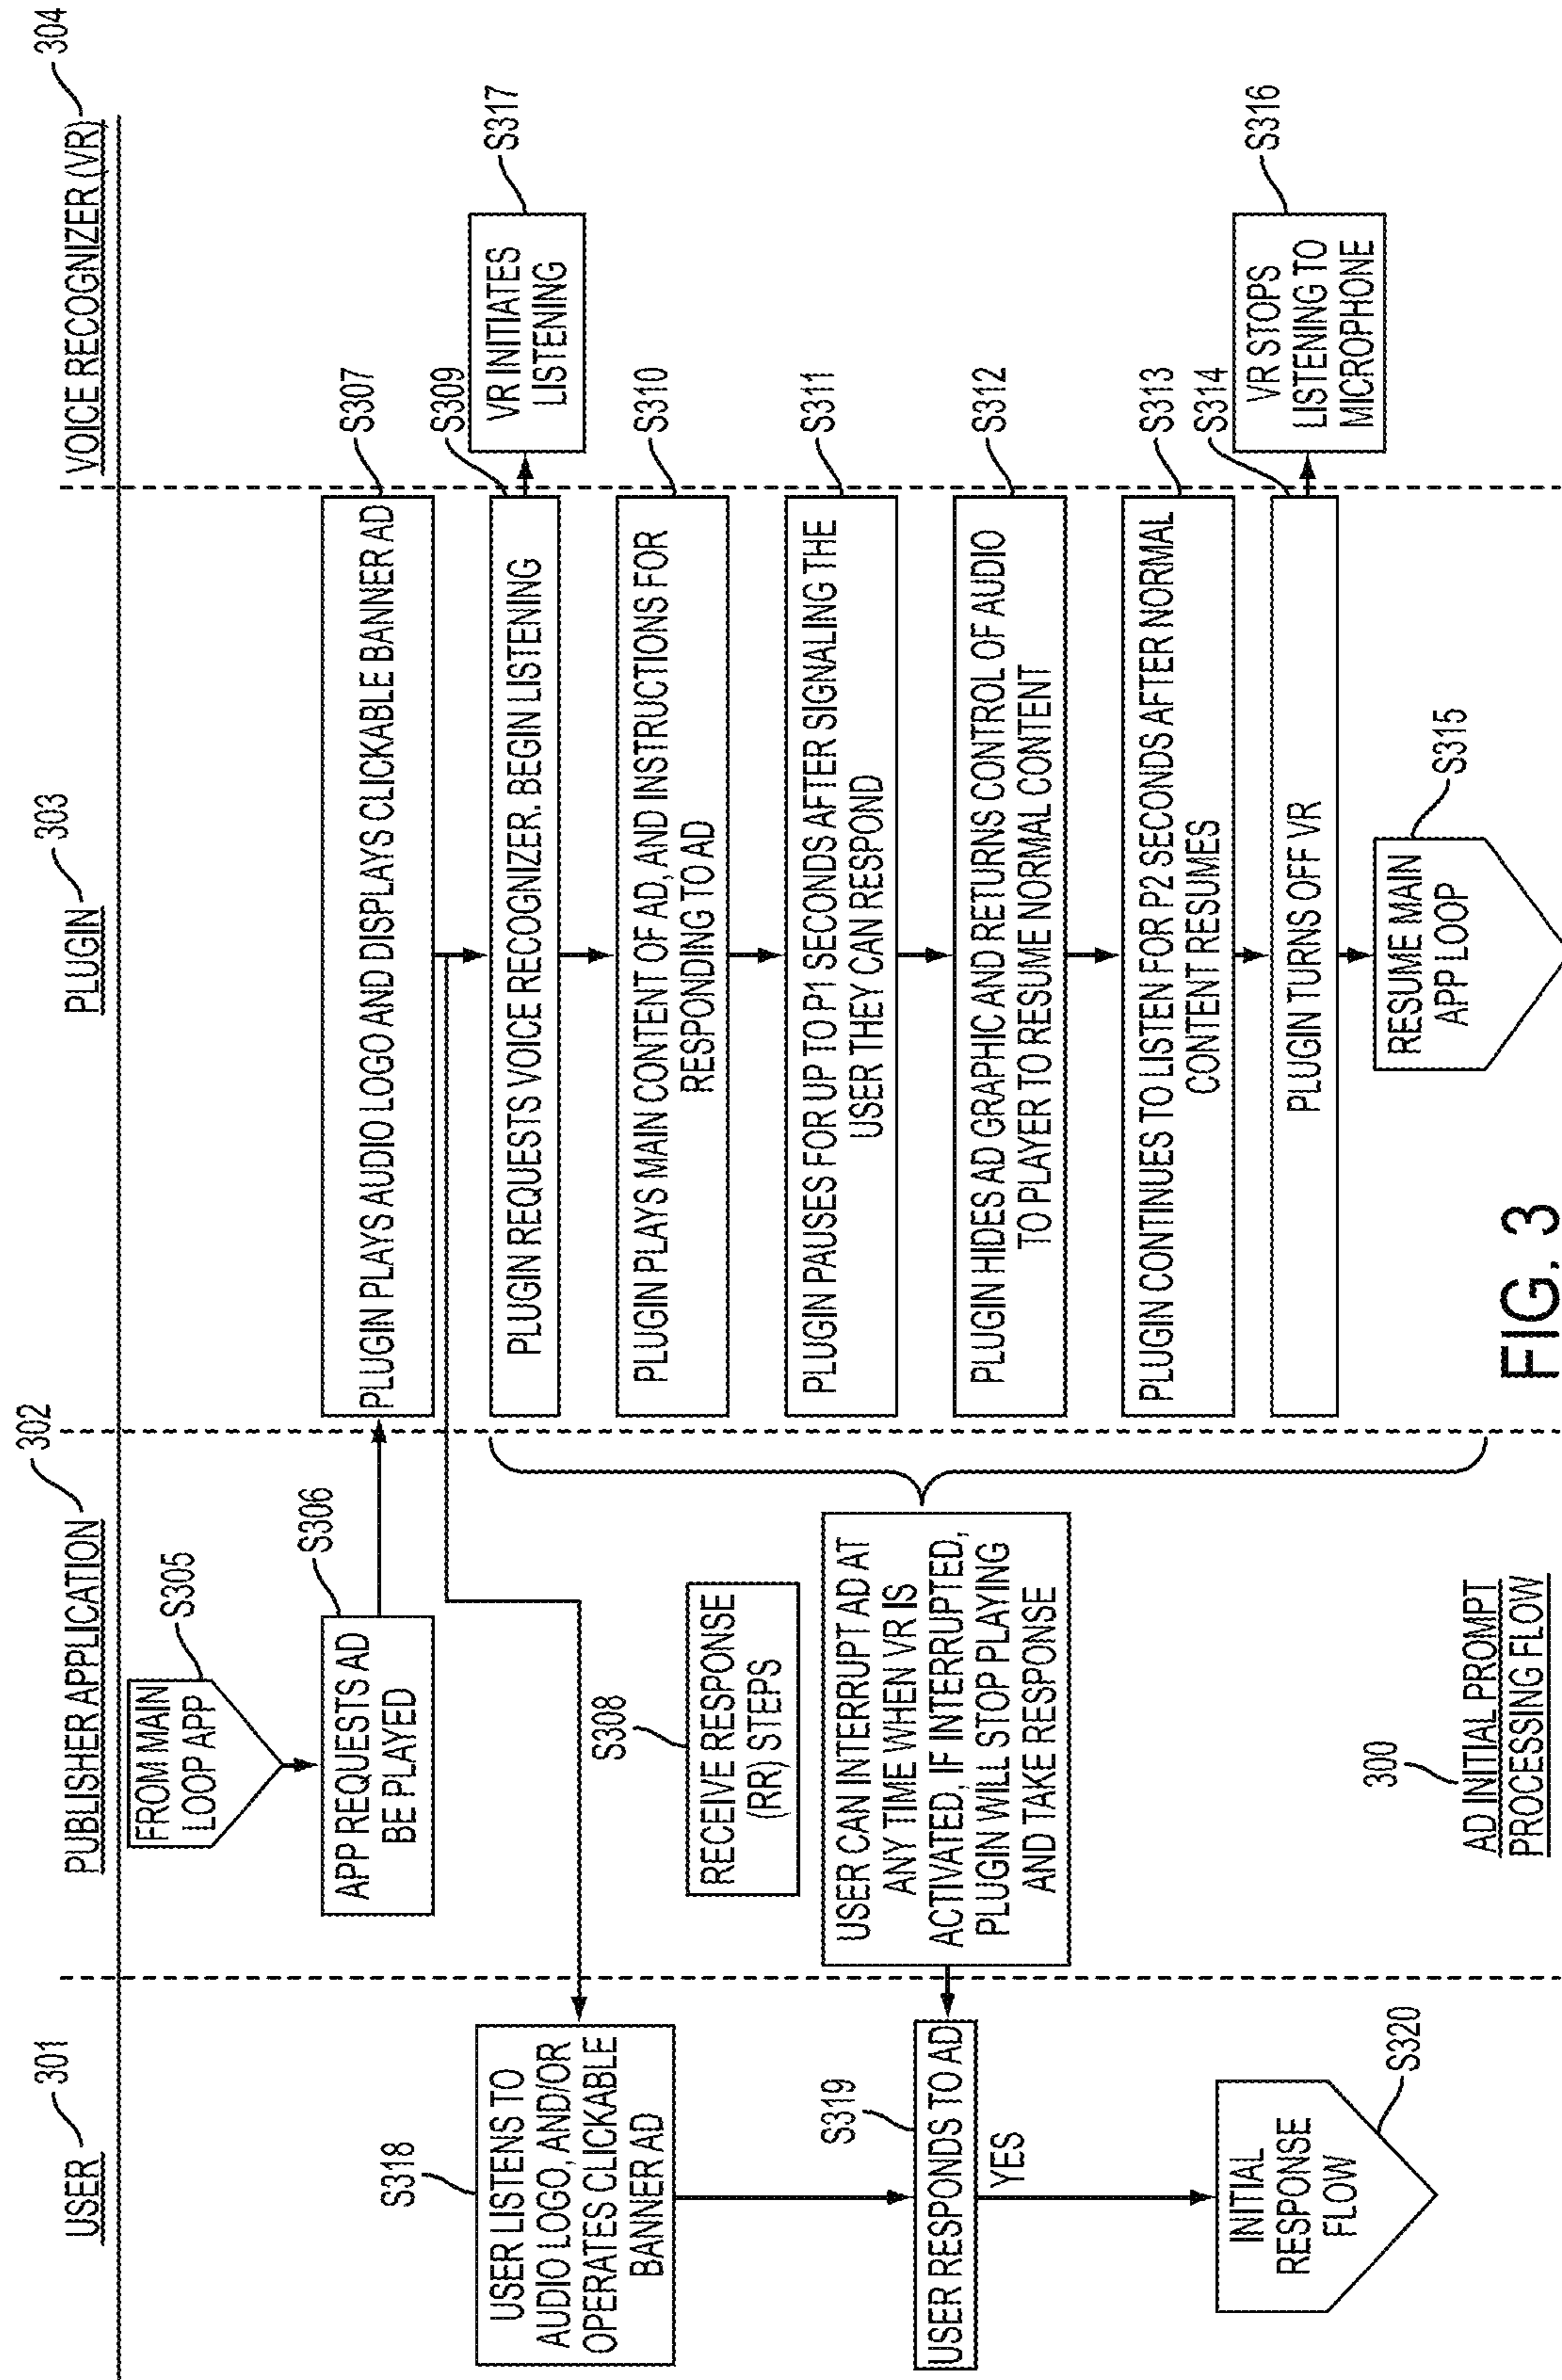 USER
301
PUBLISHER APPLICATION
302
PLUGIN
303
VOICE RECOGNIZER (VR)
304
FROM MAIN
LOOP APP
S305
APP REQUESTS AD
BE PLAYED
S306
PLUGIN PLAYS AUDIO LOGO AND DISPLAYS CLICKABLE BANNER AD
S307
PLUGIN REQUESTS VOICE RECOGNIZER. BEGIN LISTENING
S309
VR INITIATES
LISTENING
S317
USER LISTENS TO
AUDIO LOGO, AND/OR
OPERATES CLICKABLE
BANNER AD
S318
PLUGIN PLAYS MAIN CONTENT OF AD, AND INSTRUCTIONS FOR
RESPONDING TO AD
S310
RECEIVE RESPONSE
(RR) STEPS
S308
PLUGIN PAUSES FOR UP TO P1 SECONDS AFTER SIGNALING THE
USER THEY CAN RESPOND
S311
USER CAN INTERRUPT AD AT
ANY TIME WHEN VR IS
ACTIVATED, IF INTERRUPTED,
PLUGIN WILL STOP PLAYING
AND TAKE RESPONSE
USER RESPONDS TO AD
S319
YES
PLUGIN HIDES AD GRAPHIC AND RETURNS CONTROL OF AUDIO
TO PLAYER TO RESUME NORMAL CONTENT
S312
PLUGIN CONTINUES TO LISTEN FOR P2 SECONDS AFTER NORMAL
CONTENT RESUMES
S313
PLUGIN TURNS OFF VR
S314
VR STOPS
LISTENING TO
MICROPHONE
S316
INITIAL
RESPONSE
FLOW
S320
RESUME MAIN
APP LOOP
S315
300
AD INITIAL PROMPT
PROCESSING FLOW
FIG. 3